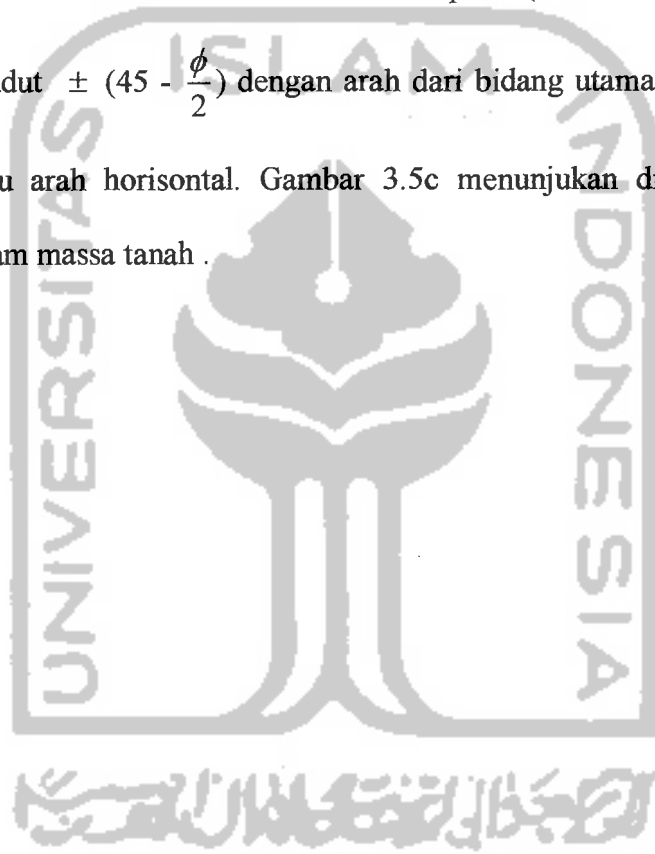 dut ± (45 - ϕ/2) dengan arah dari bidang utama
u arah horisontal. Gambar 3.5c menunjukan d
am massa tanah .
ISLAM
UNIVERSITAS
INDONESIA